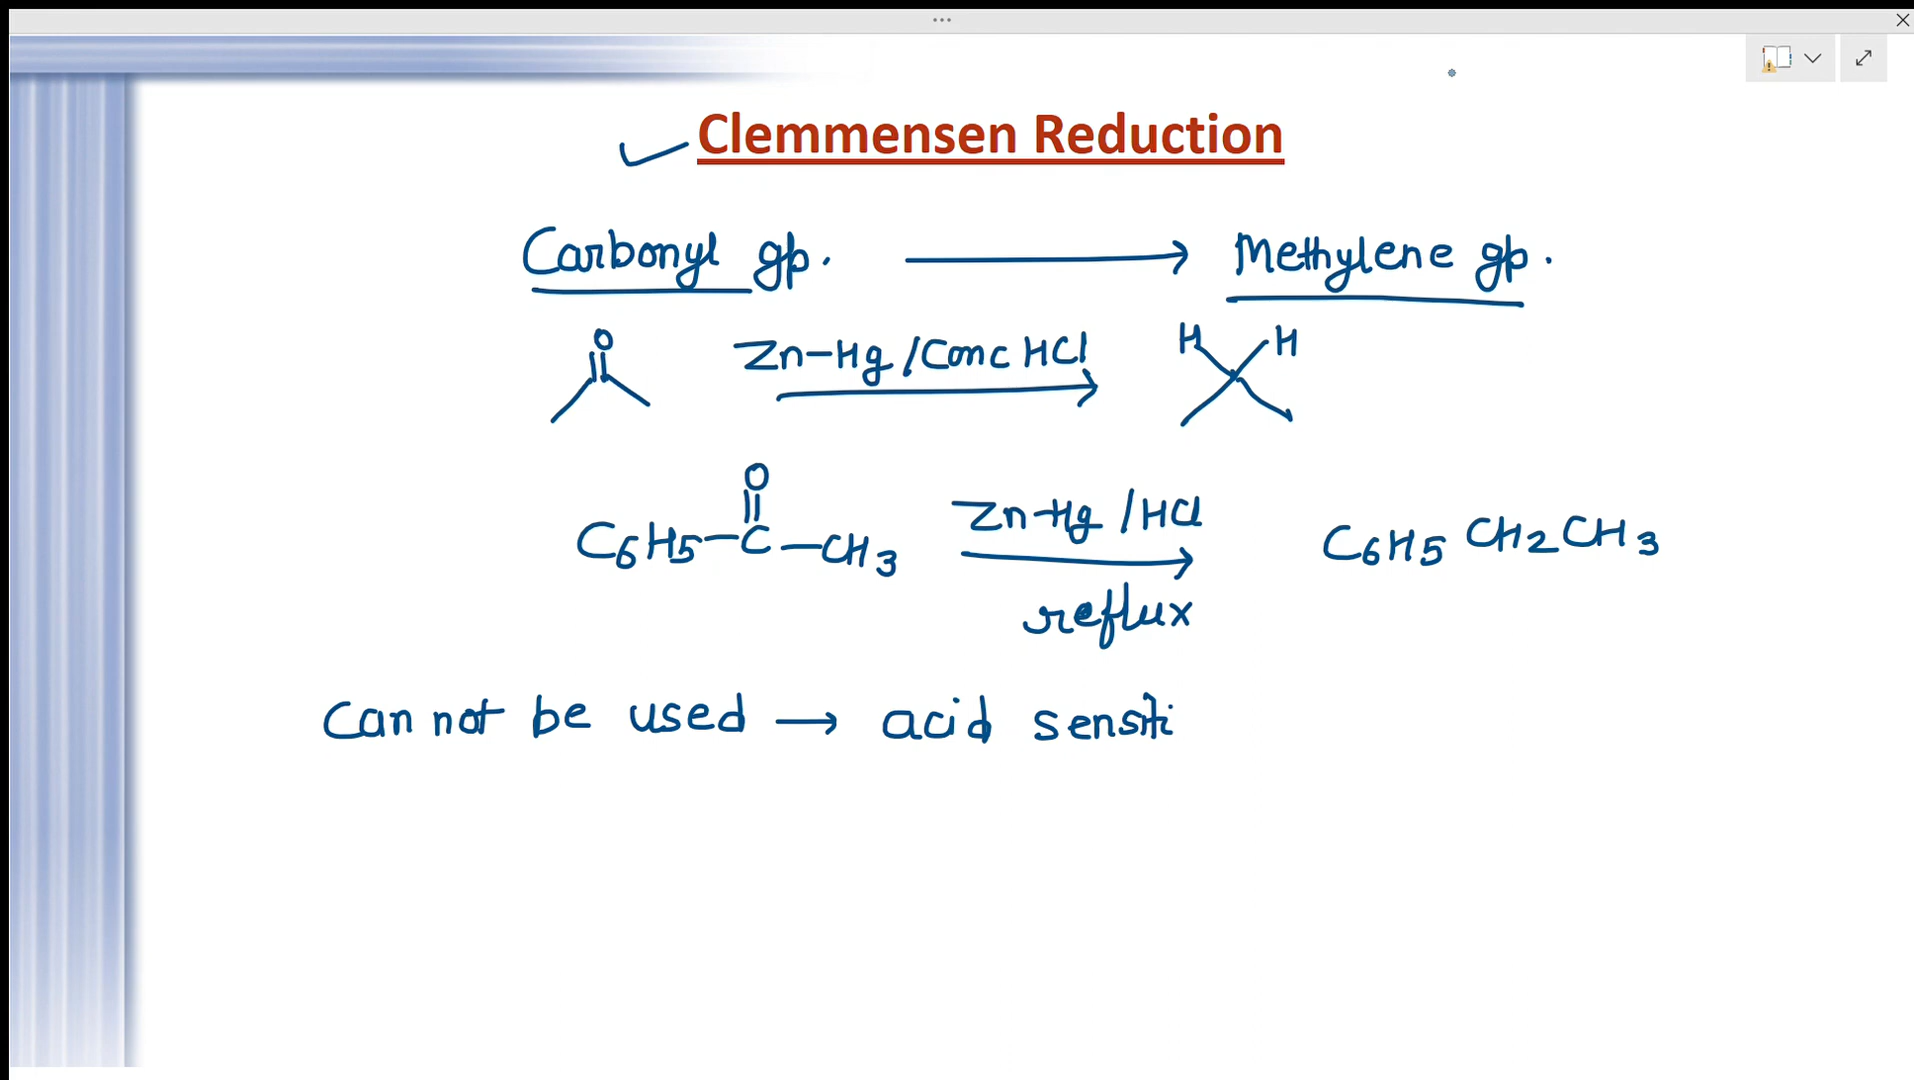 Clemmensen Reduction
Carbonyl gp. ⟶ Methylene gp.
O Zn-Hg /Conc HCl H H
O
C6H5-C-CH3 Zn-Hg /HCl C6H5 CH2CH3
reflux
Can not be used → acid sensiti